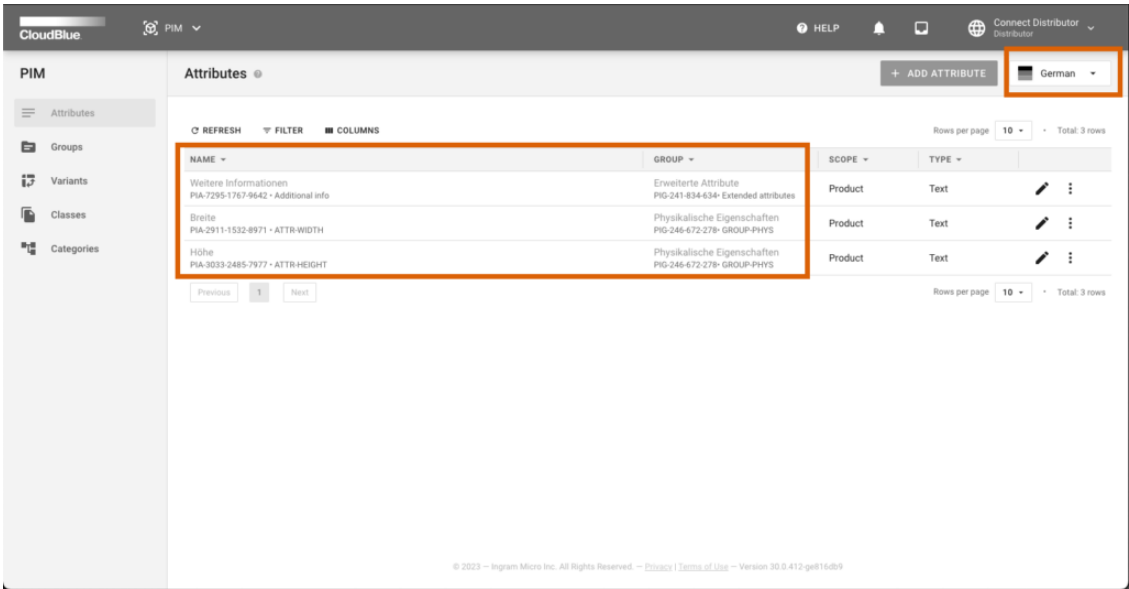 CloudBlue PIM HELP Connect Distributor
Distributor
PIM Attributes + ADD ATTRIBUTE German
Attributes
Groups
Variants
Classes
Categories
REFRESH FILTER COLUMNS Rows per page 10 • Total: 3 rows
NAME GROUP SCOPE TYPE
Weitere Informationen Erweiterte Attribute Product Text
PIA-7295-1767-9642 • Additional info PIG-241-834-634• Extended attributes
Breite Physikalische Eigenschaften Product Text
PIA-2911-1532-8971 • ATTR-WIDTH PIG-246-672-278• GROUP-PHYS
Höhe Physikalische Eigenschaften Product Text
PIA-3033-2485-7977 • ATTR-HEIGHT PIG-246-672-278• GROUP-PHYS
Previous 1 Next Rows per page 10 • Total: 3 rows
© 2023 — Ingram Micro Inc. All Rights Reserved. — Privacy | Terms of Use — Version 30.0.412-ge816db9